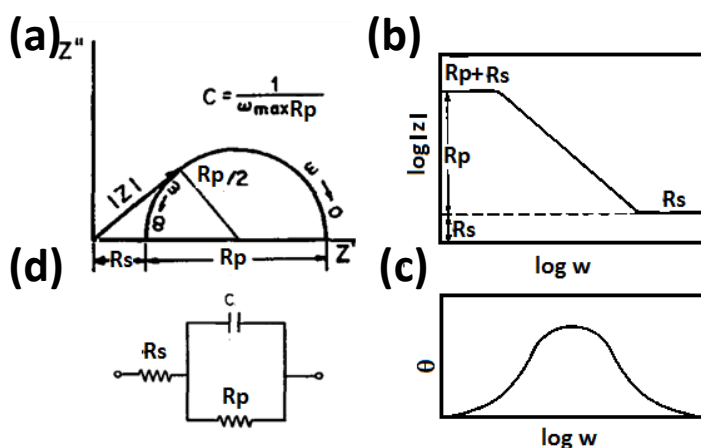 (a)
Z"
C = 1
ωmaxRp
|Z|
Rp/2
ω → ∞
ω → 0
Rs
Rp
Z'
(b)
Rp+Rs
log |z|
Rp
Rs
Rs
log w
(d)
C
Rs
Rp
(c)
θ
log w